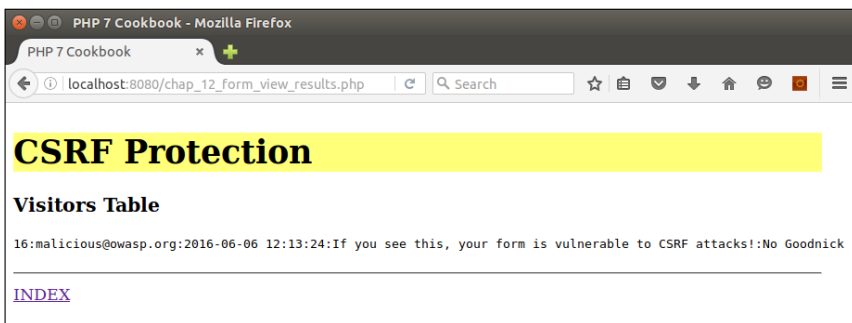 PHP 7 Cookbook - Mozilla Firefox
PHP 7 Cookbook
localhost:8080/chap_12_form_view_results.php
Search
CSRF Protection
Visitors Table
16:malicious@owasp.org:2016-06-06 12:13:24:If you see this, your form is vulnerable to CSRF attacks!:No Goodnick
INDEX